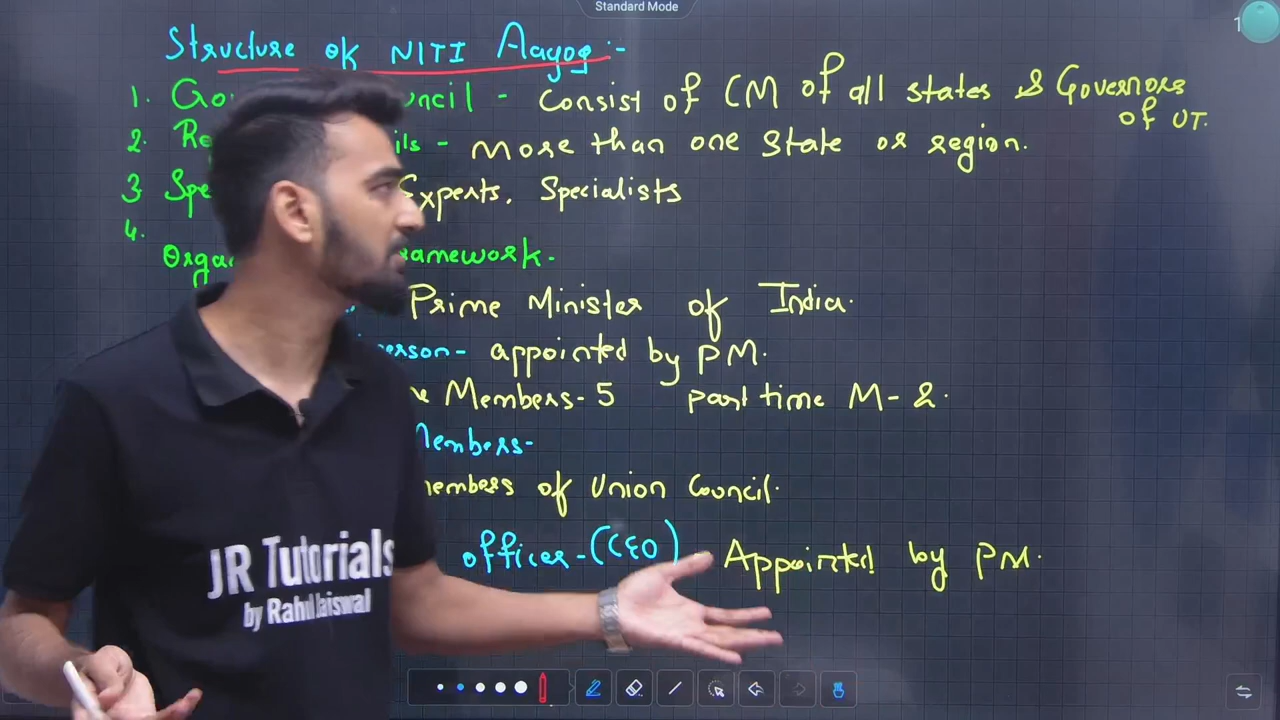 Standard Mode
1
Structure of NITI Aayog :-
1. Go uncil - Consist of CM of all states & Governors of UT.
2. Re ils - more than one state or region.
3 Spe Experts, Specialists
4.
Orga ramework.
Prime Minister of India.
erson- appointed by PM.
e Members- 5 part time M- 2.
Members-
members of Union Council.
officer-(CEO) - Appointed by PM.
JR Tutorials
by Rahul Jaiswal